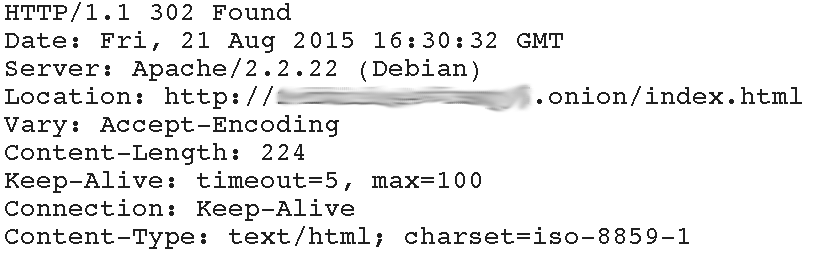 HTTP/1.1 302 Found
Date: Fri, 21 Aug 2015 16:30:32 GMT
Server: Apache/2.2.22 (Debian)
Location: http:// .onion/index.html
Vary: Accept-Encoding
Content-Length: 224
Keep-Alive: timeout=5, max=100
Connection: Keep-Alive
Content-Type: text/html; charset=iso-8859-1